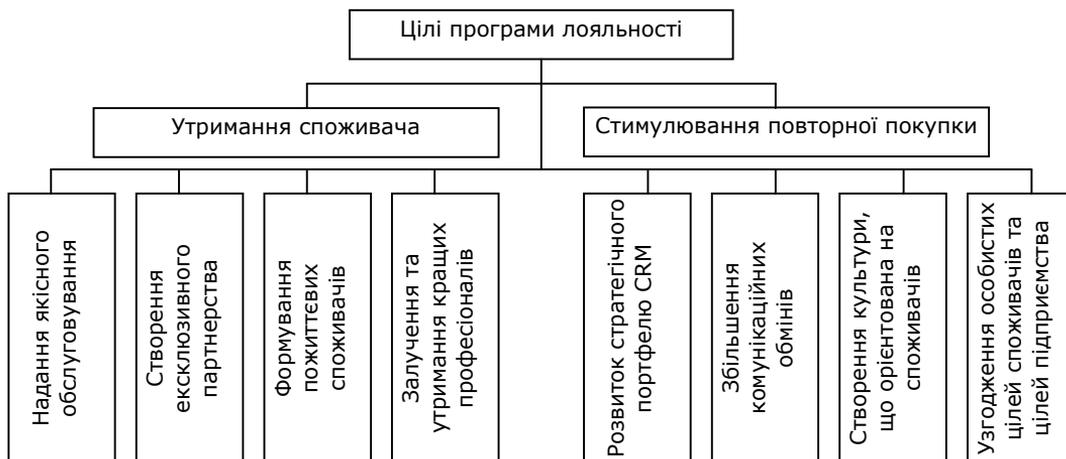 Цілі програми лояльності
Утримання споживача
Стимулювання повторної покупки
Надання якісного
обслуговування
Створення
ексклюзивного
партнерства
Формування
пожиттєвих
споживачів
Залучення та
утримання кращих
професіоналів
Розвиток стратегічного
портфелю CRM
Збільшення
комунікаційних
обмінів
Створення культури,
що орієнтована на
споживачів
Узгодження особистих
цілей споживачів та
цілей підприємства